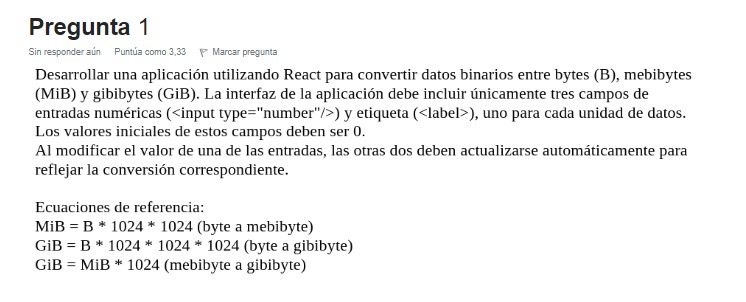 Pregunta 1
Sin responder aún Puntúa como 3,33 Marcar pregunta
Desarrollar una aplicación utilizando React para convertir datos binarios entre bytes (B), mebibytes
(MiB) y gibibytes (GiB). La interfaz de la aplicación debe incluir únicamente tres campos de
entradas numéricas (<input type="number"/>) y etiqueta (<label>), uno para cada unidad de datos.
Los valores iniciales de estos campos deben ser 0.
Al modificar el valor de una de las entradas, las otras dos deben actualizarse automáticamente para
reflejar la conversión correspondiente.
Ecuaciones de referencia:
MiB = B * 1024 * 1024 (byte a mebibyte)
GiB = B * 1024 * 1024 * 1024 (byte a gibibyte)
GiB = MiB * 1024 (mebibyte a gibibyte)